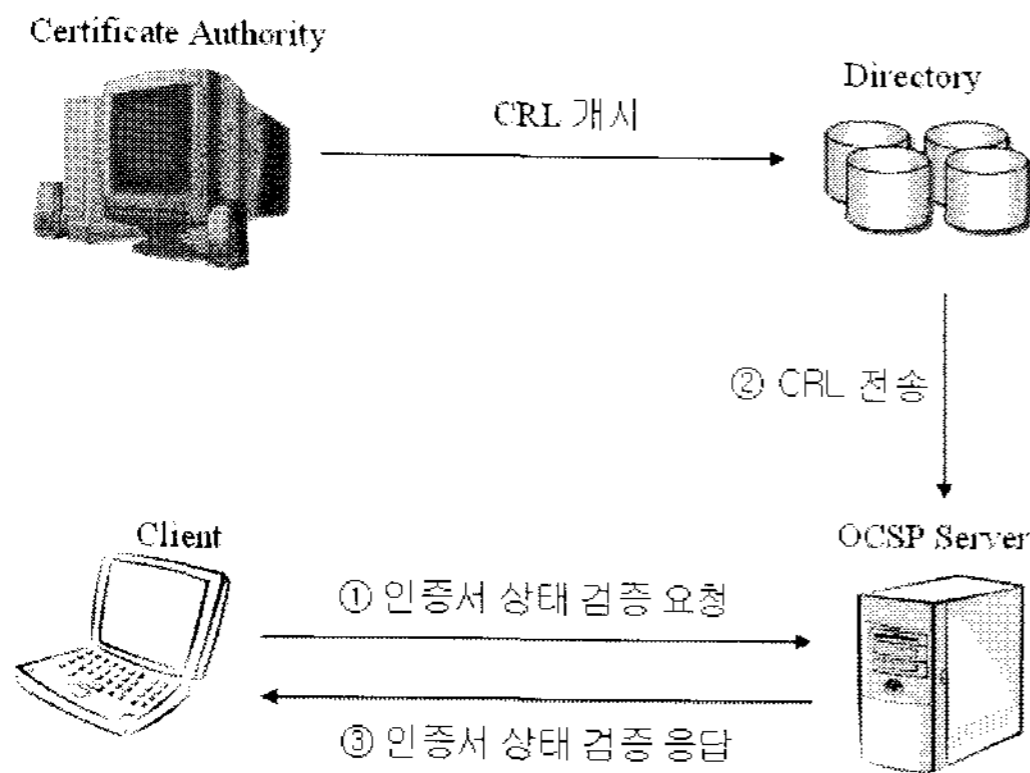 Certificate Authority
Directory
CRL 개시
② CRL 전송
Client
OCSP Server
① 인증서 상태 검증 요청
③ 인증서 상태 검증 응답